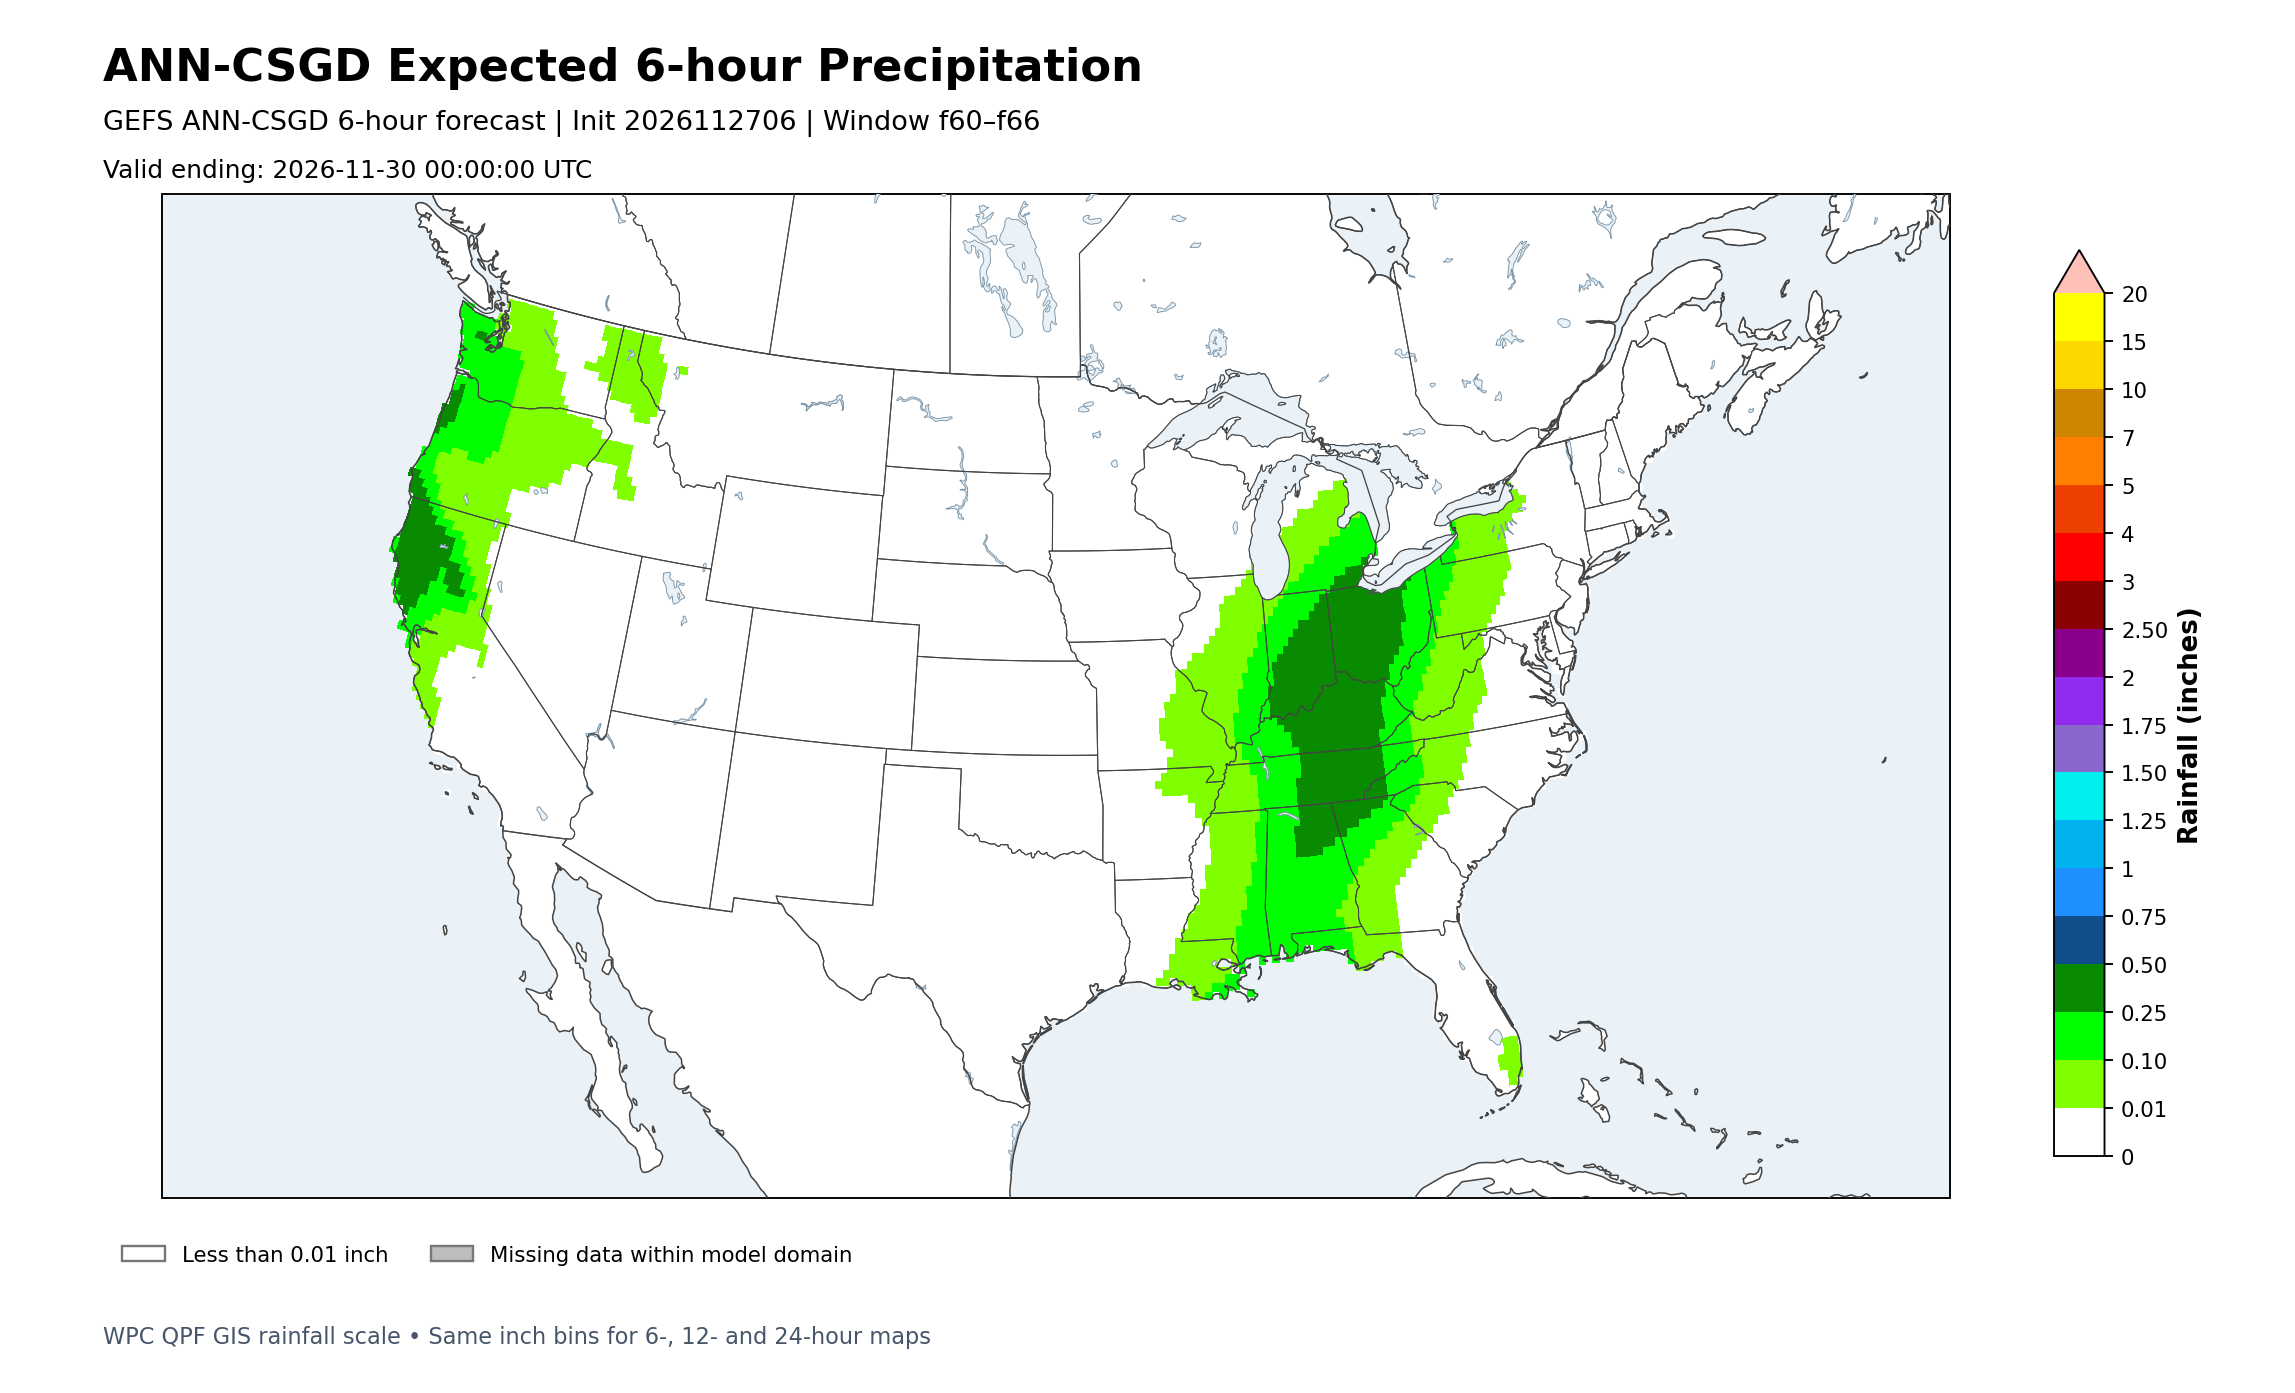 ANN-CSGD Expected 6-hour Precipitation
GEFS ANN-CSGD 6-hour forecast | Init 2026112706 | Window f60–f66
Valid ending: 2026-11-30 00:00:00 UTC
20
15
10
7
5
4
3
2.50
2
1.75
1.50
1.25
1
0.75
0.50
0.25
0.10
0.01
0
Rainfall (inches)
Less than 0.01 inch
Missing data within model domain
WPC QPF GIS rainfall scale • Same inch bins for 6-, 12- and 24-hour maps